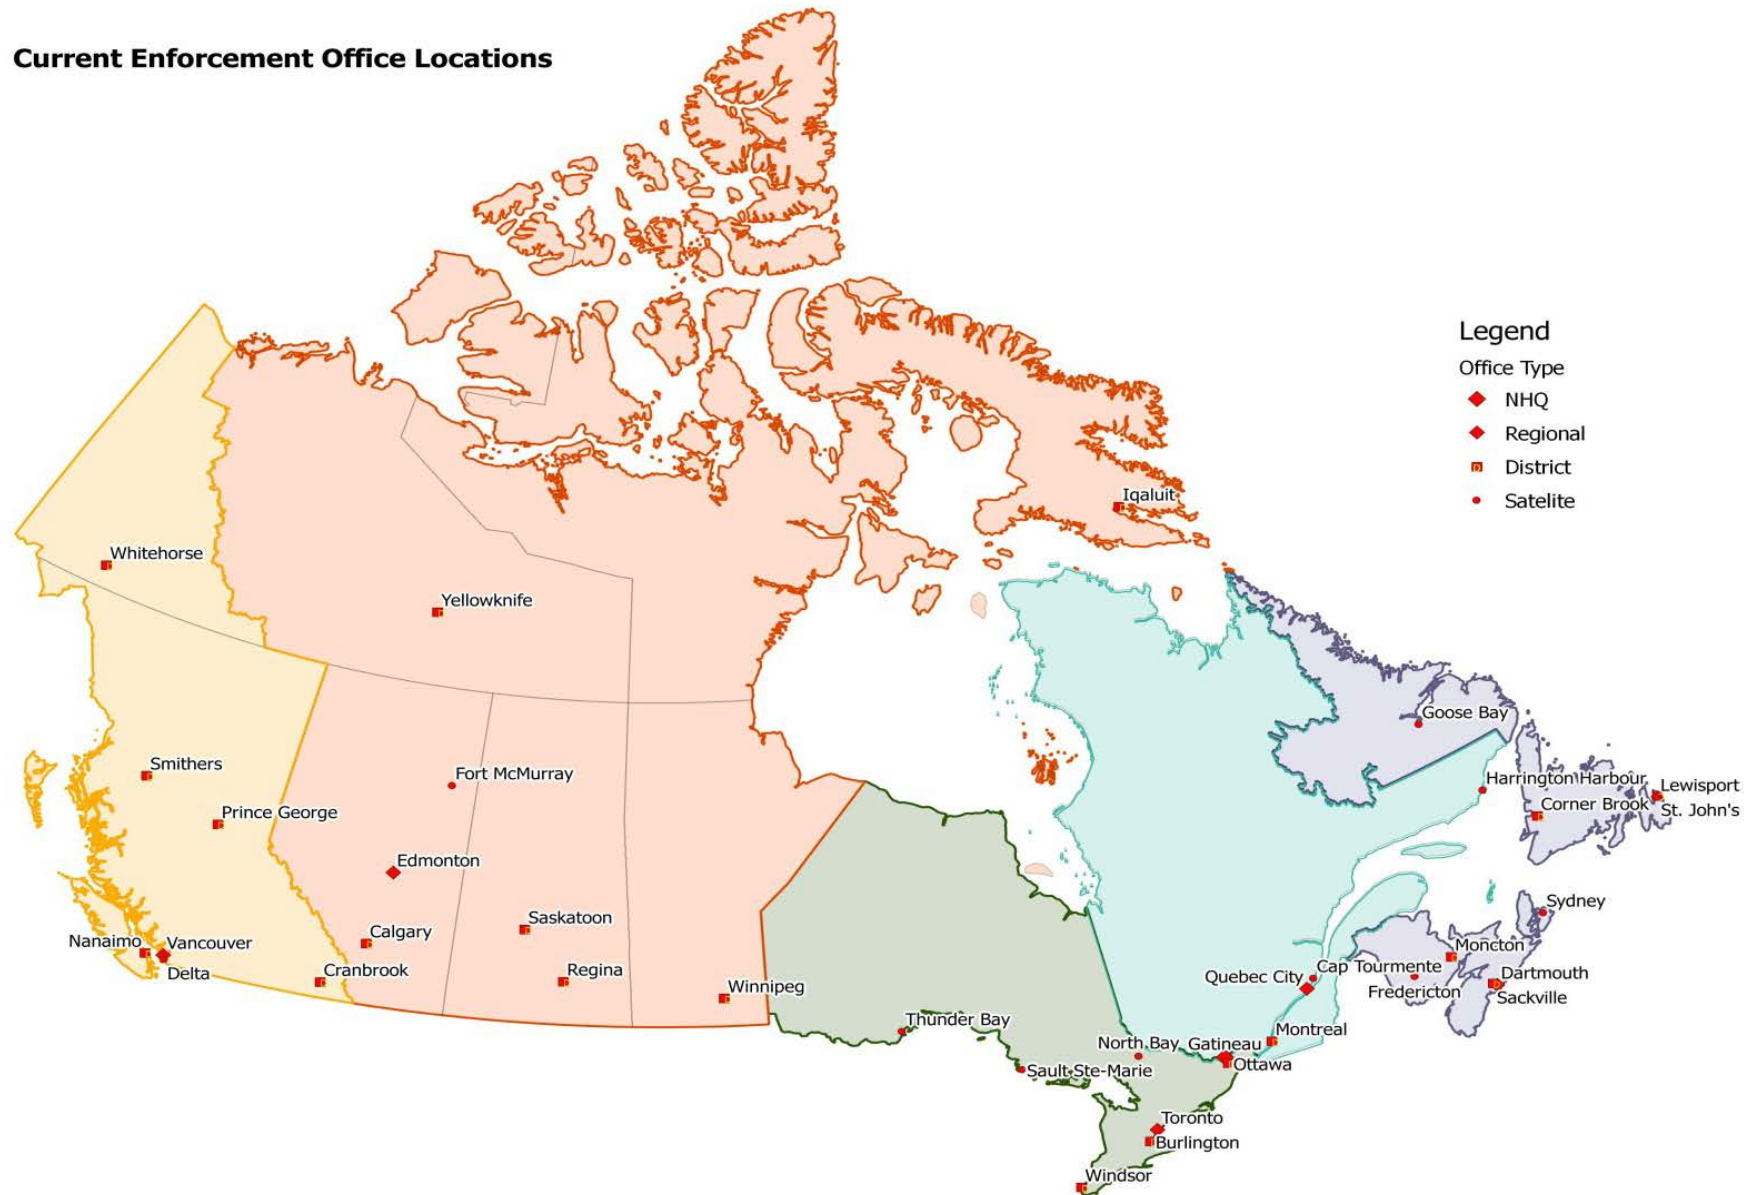 Current Enforcement Office Locations
Legend
Office Type
NHQ
Regional
District
Satelite
Iqaluit
Whitehorse
Yellowknife
Goose Bay
Smithers
Fort McMurray
Harrington Harbour
Lewisport
Prince George
Corner Brook
St. John's
Edmonton
Sydney
Saskatoon
Calgary
Nanaimo
Vancouver
Moncton
Delta
Cranbrook
Regina
Quebec City
Cap Tourmente
Dartmouth
Winnipeg
Fredericton
Sackville
Thunder Bay
Montreal
North Bay
Gatineau
Sault Ste-Marie
Ottawa
Toronto
Burlington
Windsor